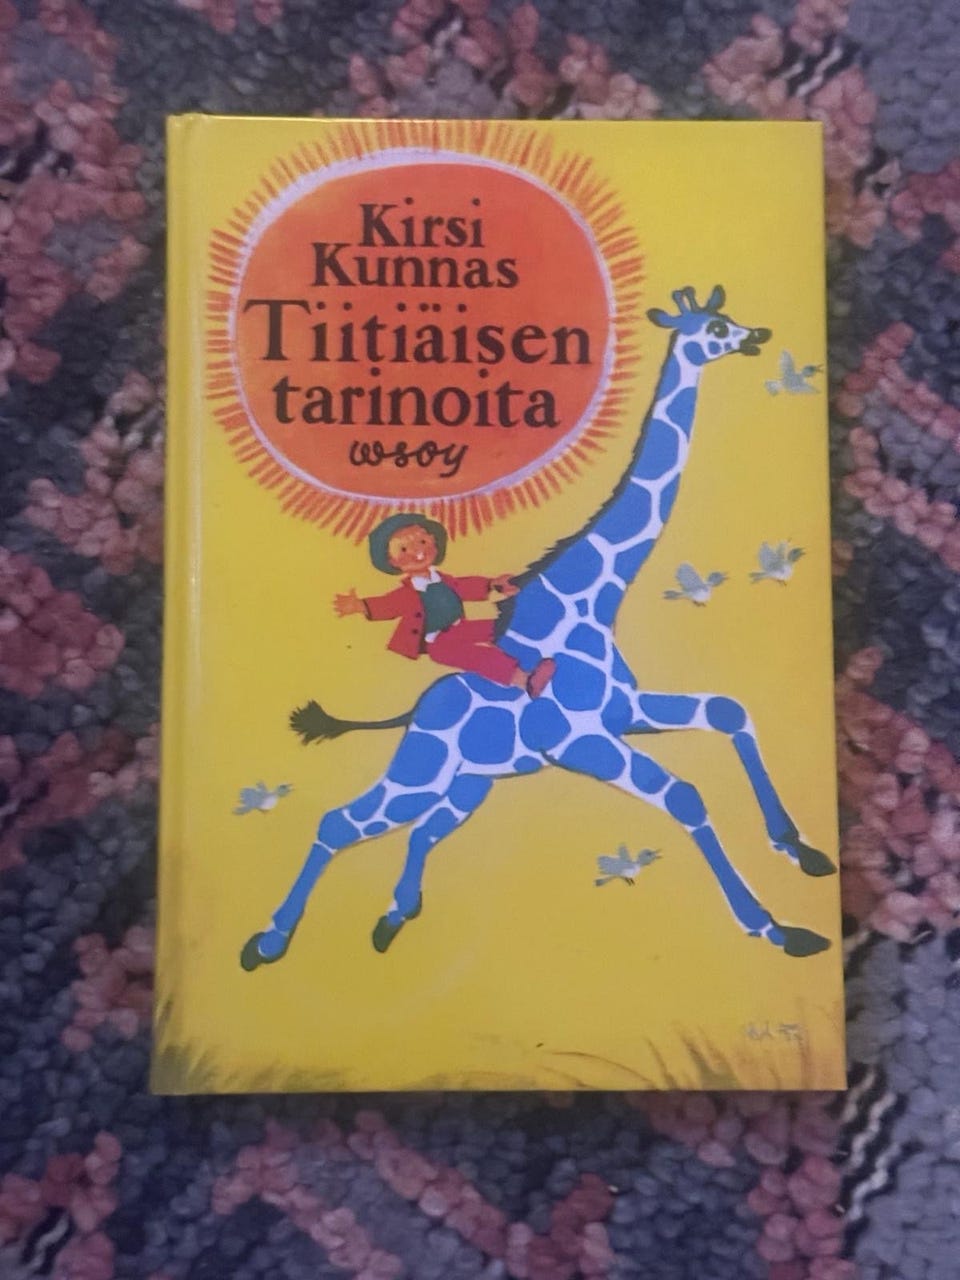 Kirsi
Kunnas
Tiitiäisen
tarinoita
wsoy